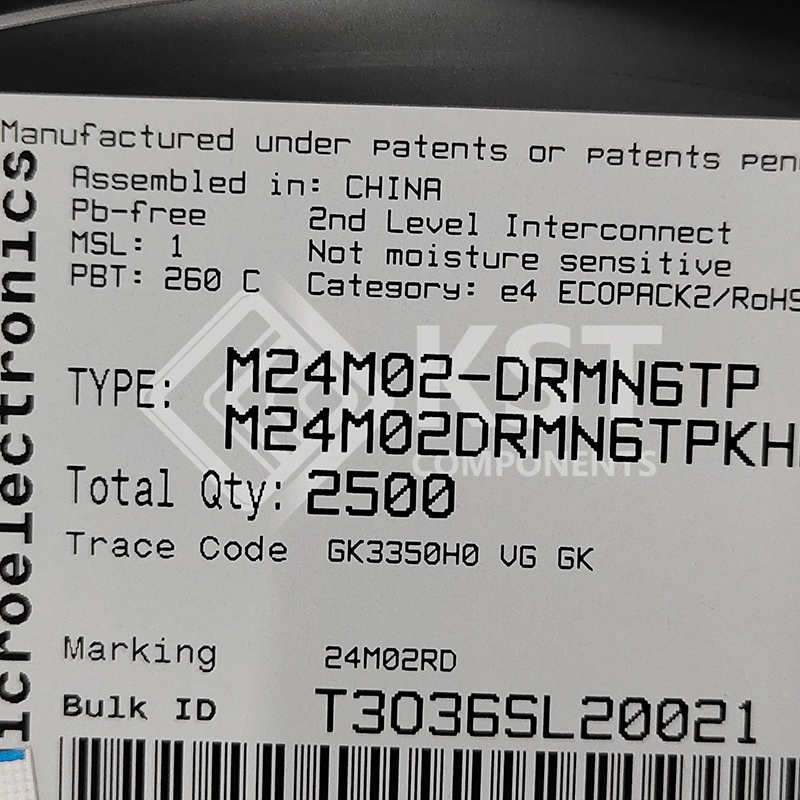 Manufactured under patents or patents pen
Assembled in: CHINA
Pb-free 2nd Level Interconnect
MSL: 1 Not moisture sensitive
PBT: 260 C Category: e4 ECOPACK2/RoHS
TYPE: M24M02-DRMN6TP
M24M02DRMN6TPKH
Total Qty: 2500
Trace Code GK3350H0 VG GK
Marking 24M02RD
Bulk ID T3036SL20021
icroelectronics
KST
COMPONENTS